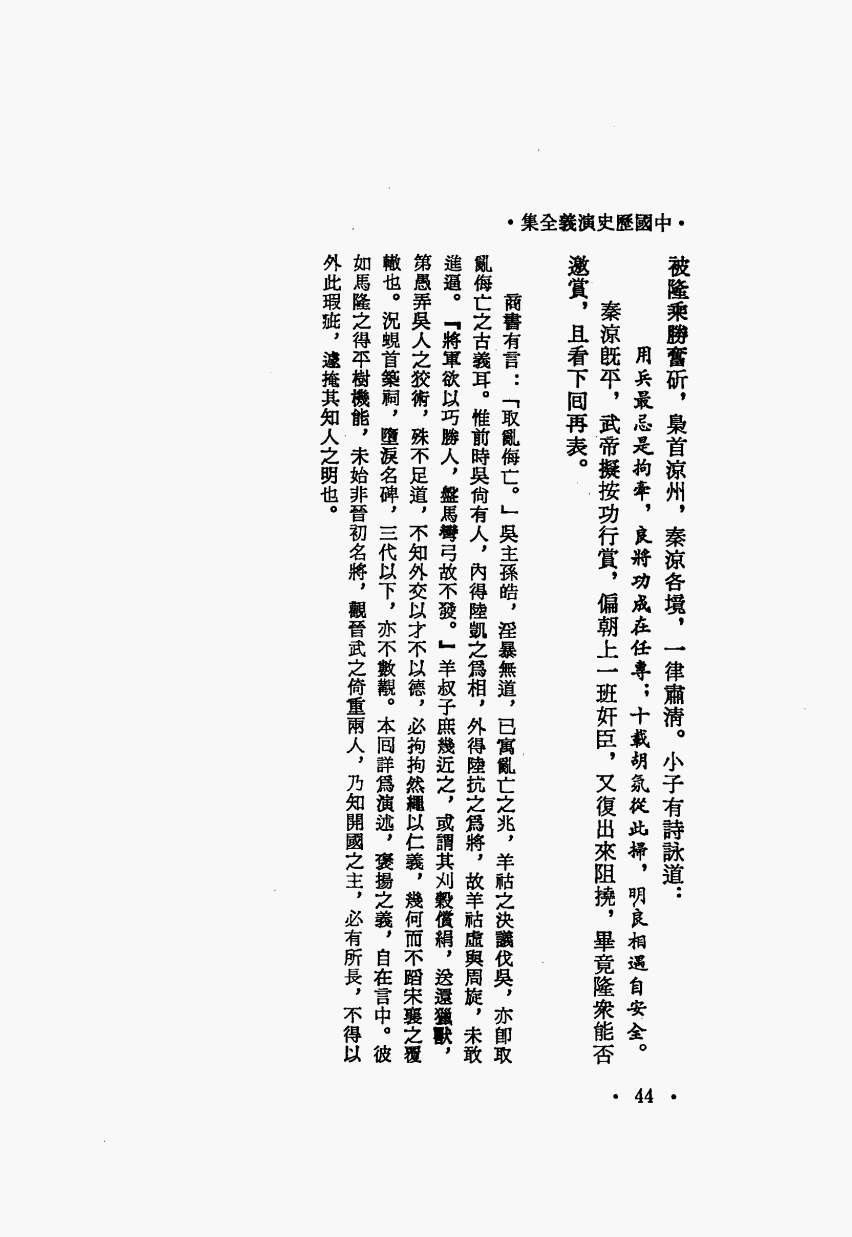 •中國歷史演義全集•
被隆乘勝奮斫，梟首涼州，秦涼各境，一律肅淸。小子有詩詠道：
用兵最忌是拘牽，良將功成在任專；十載胡氛從此掃，明良相遇自安全。
秦涼旣平，武帝擬按功行賞，偏朝上一班奸臣，又復出來阻撓，畢竟隆衆能否
邀賞，且看下回再表。
商書有言：「取亂侮亡。」吳主孫皓，淫暴無道，已寓亂亡之兆，羊祜之決議伐吳，亦卽取
亂侮亡之古義耳。惟前時吳尙有人，內得陸凱之爲相，外得陸抗之爲將，故羊祜虛與周旋，未敢
進逼。『將軍欲以巧勝人，盤馬彎弓故不發。』羊叔子庶幾近之，或謂其刈穀償絹，送還獵獸，
第愚弄吳人之狡術，殊不足道，不知外交以才不以德，必拘拘然繩以仁義，幾何而不蹈宋襄之覆
轍也。況蜆首築祠，墮淚名碑，三代以下，亦不數覯。本回詳爲演述，褒揚之義，自在言中。彼
如馬隆之得平樹機能，未始非晉初名將，觀晉武之倚重兩人，乃知開國之主，必有所長，不得以
外此瑕疵，遽掩其知人之明也。
• 44 •